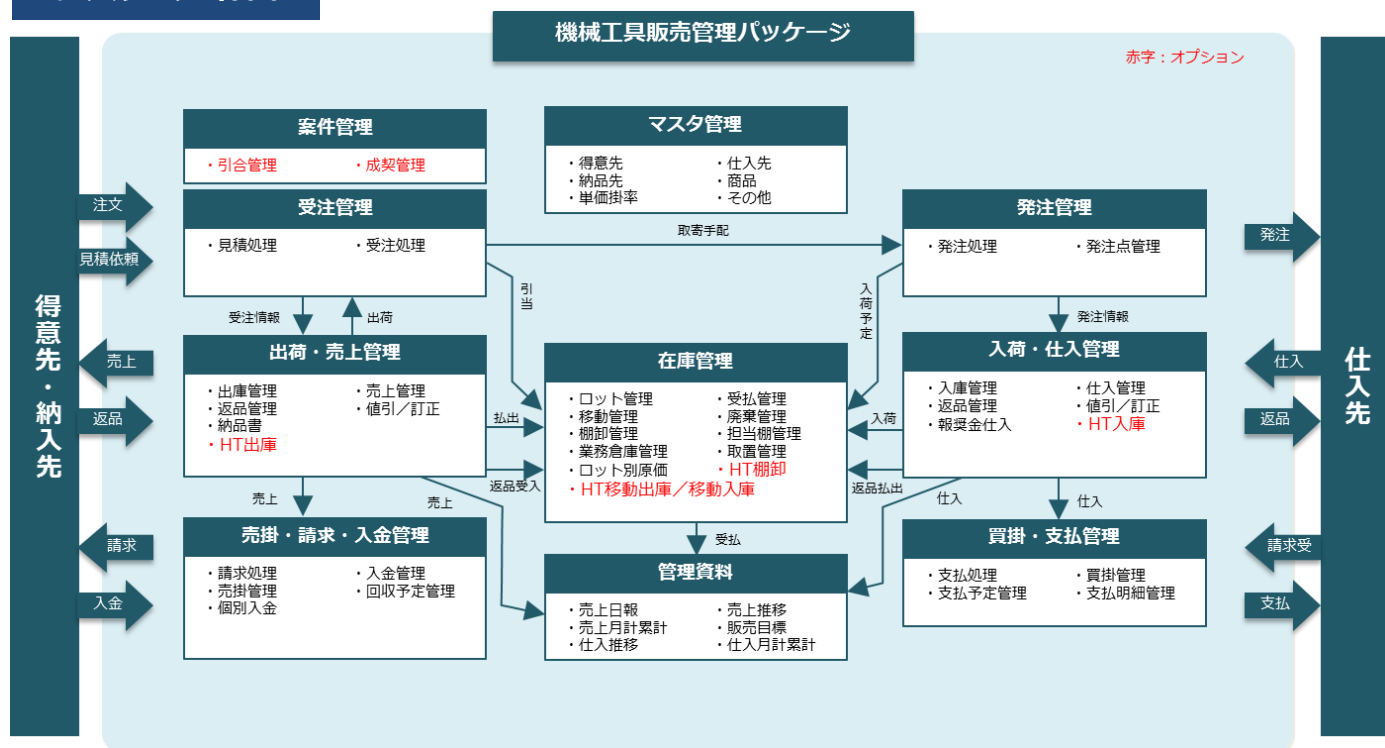 機械工具販売管理パッケージ
赤字：オプション
得意先・納入先
仕入先
注文
見積依頼
売上
返品
請求
入金
発注
仕入
返品
請求受
支払
案件管理
・引合管理 ・成契管理
マスタ管理
・得意先 ・仕入先
・納品先 ・商品
・単価掛率 ・その他
受注管理
・見積処理 ・受注処理
取寄手配
発注管理
・発注処理 ・発注点管理
引当
入荷予定
受注情報
出荷
発注情報
出荷・売上管理
・出庫管理 ・売上管理
・返品管理 ・値引／訂正
・納品書
・HT出庫
払出
返品受入
在庫管理
・ロット管理 ・受払管理
・移動管理 ・廃棄管理
・棚卸管理 ・担当棚管理
・業務倉庫管理 ・取置管理
・ロット別原価 ・HT棚卸
・HT移動出庫／移動入庫
入荷
返品払出
入荷・仕入管理
・入庫管理 ・仕入管理
・返品管理 ・値引／訂正
・報奨金仕入 ・HT入庫
売上
売上
受払
仕入
仕入
売掛・請求・入金管理
・請求処理 ・入金管理
・売掛管理 ・回収予定管理
・個別入金
管理資料
・売上日報 ・売上推移
・売上月計累計 ・販売目標
・仕入推移 ・仕入月計累計
買掛・支払管理
・支払処理 ・買掛管理
・支払予定管理 ・支払明細管理